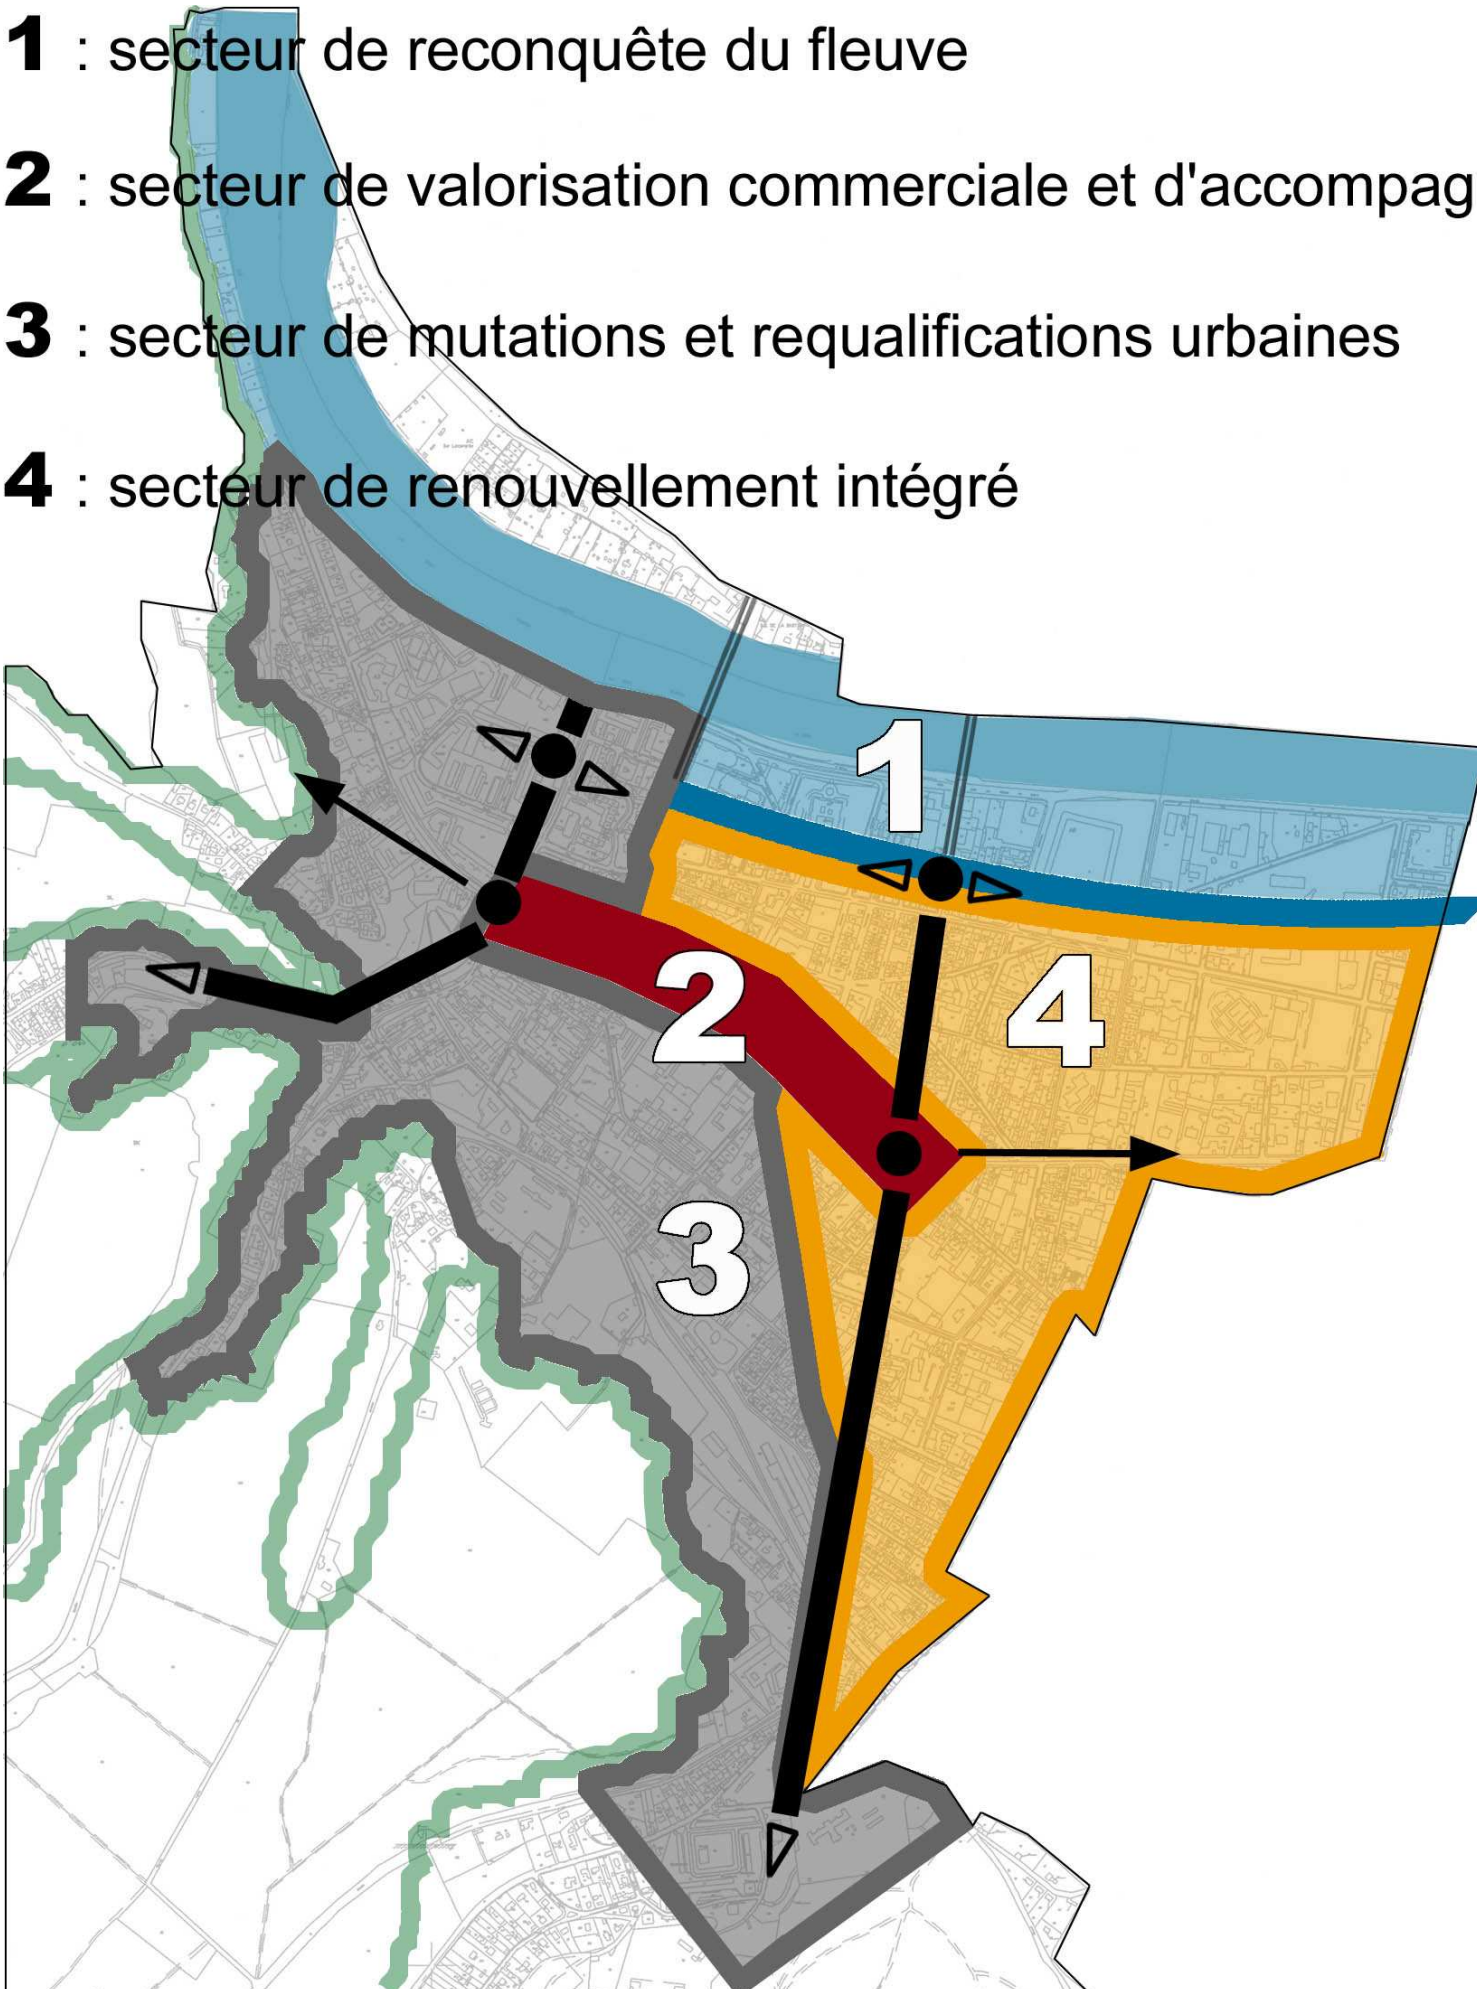 1 : secteur de reconquête du fleuve
2 : secteur de valorisation commerciale et d'accompag
3 : secteur de mutations et requalifications urbaines
4 : secteur de renouvellement intégré
1
2
4
3